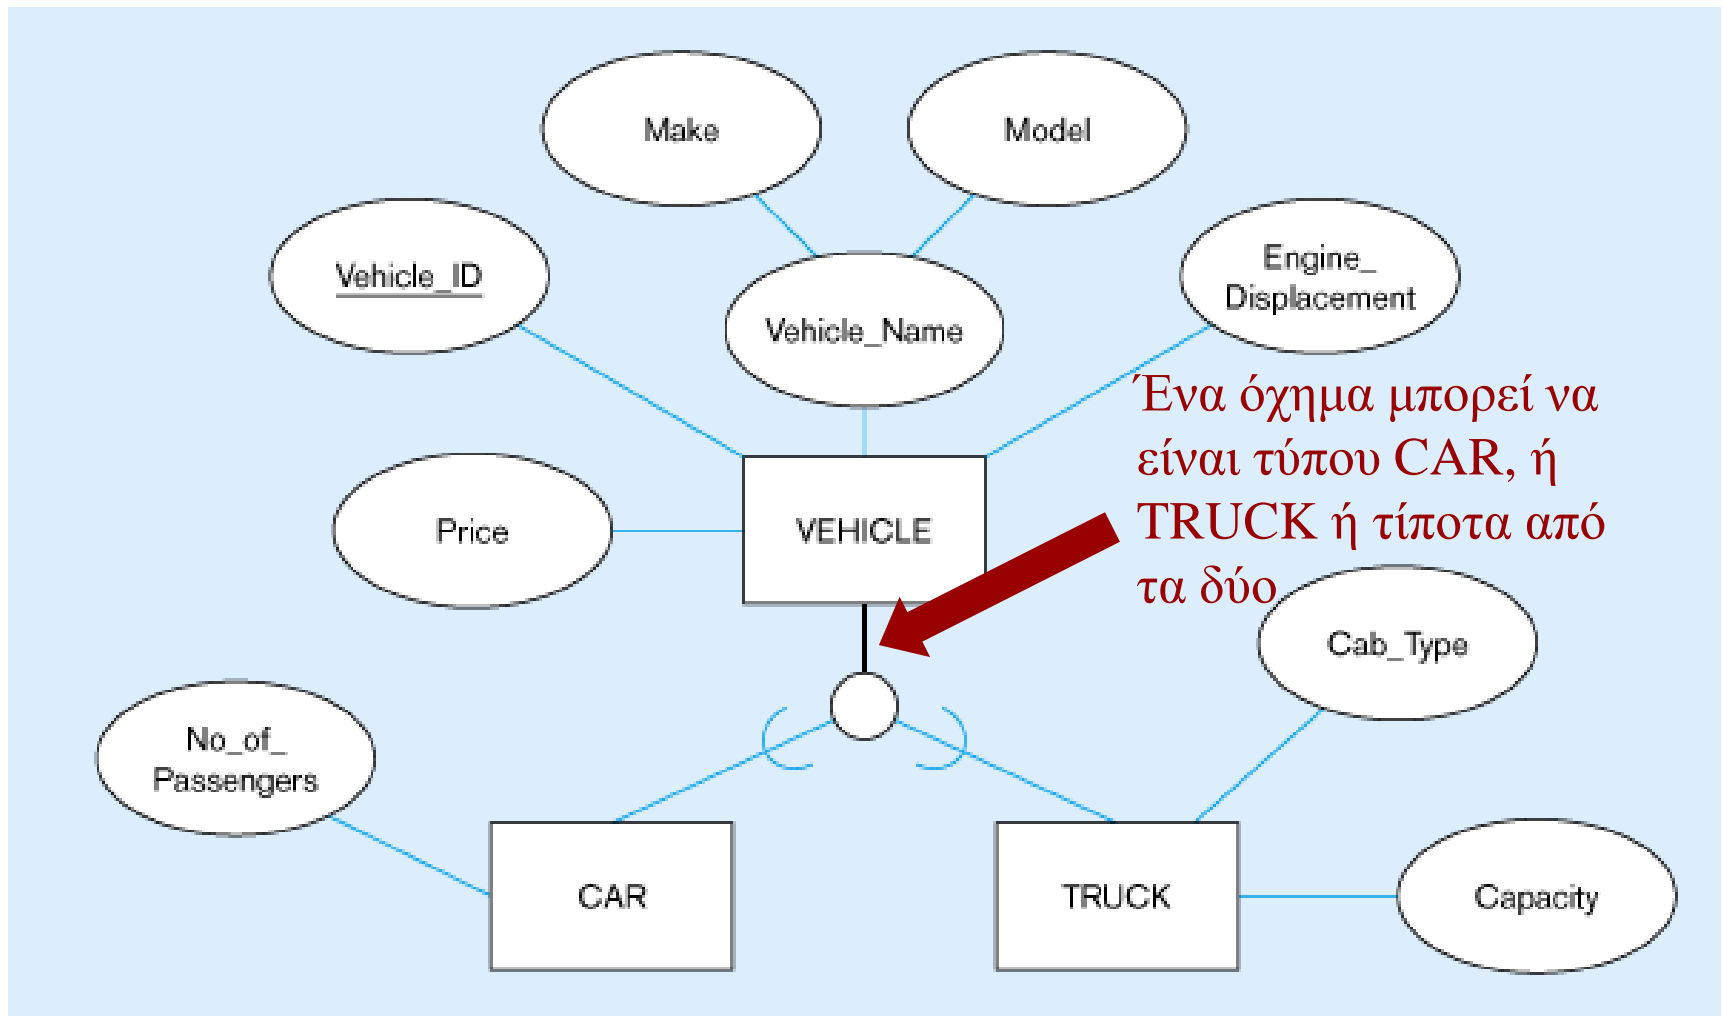 Make
Model
Vehicle_ID
Vehicle_Name
Engine_
Displacement
Ένα όχημα μπορεί να
είναι τύπου CAR, ή
TRUCK ή τίποτα από
τα δύο
Price
VEHICLE
Cab_Type
No_of_
Passengers
CAR
TRUCK
Capacity